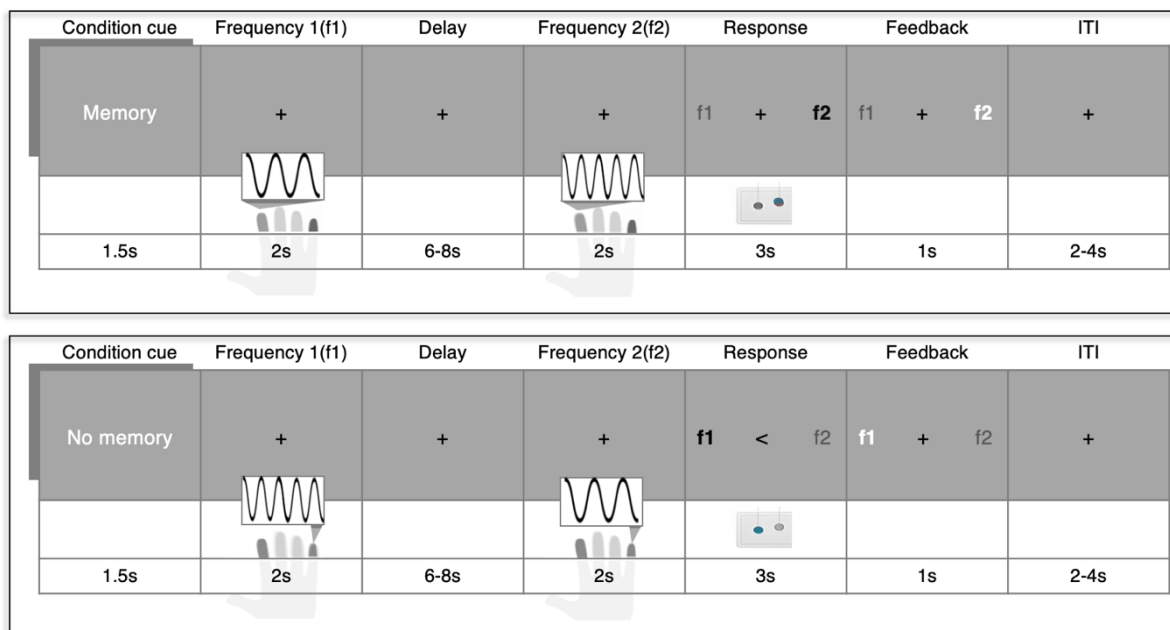 Condition cue Frequency 1(f1) Delay Frequency 2(f2) Response Feedback ITI
Memory + + + f1 + f2 f1 + f2 +
1.5s 2s 6-8s 2s 3s 1s 2-4s
Condition cue Frequency 1(f1) Delay Frequency 2(f2) Response Feedback ITI
No memory + + + f1 < f2 f1 + f2 +
1.5s 2s 6-8s 2s 3s 1s 2-4s